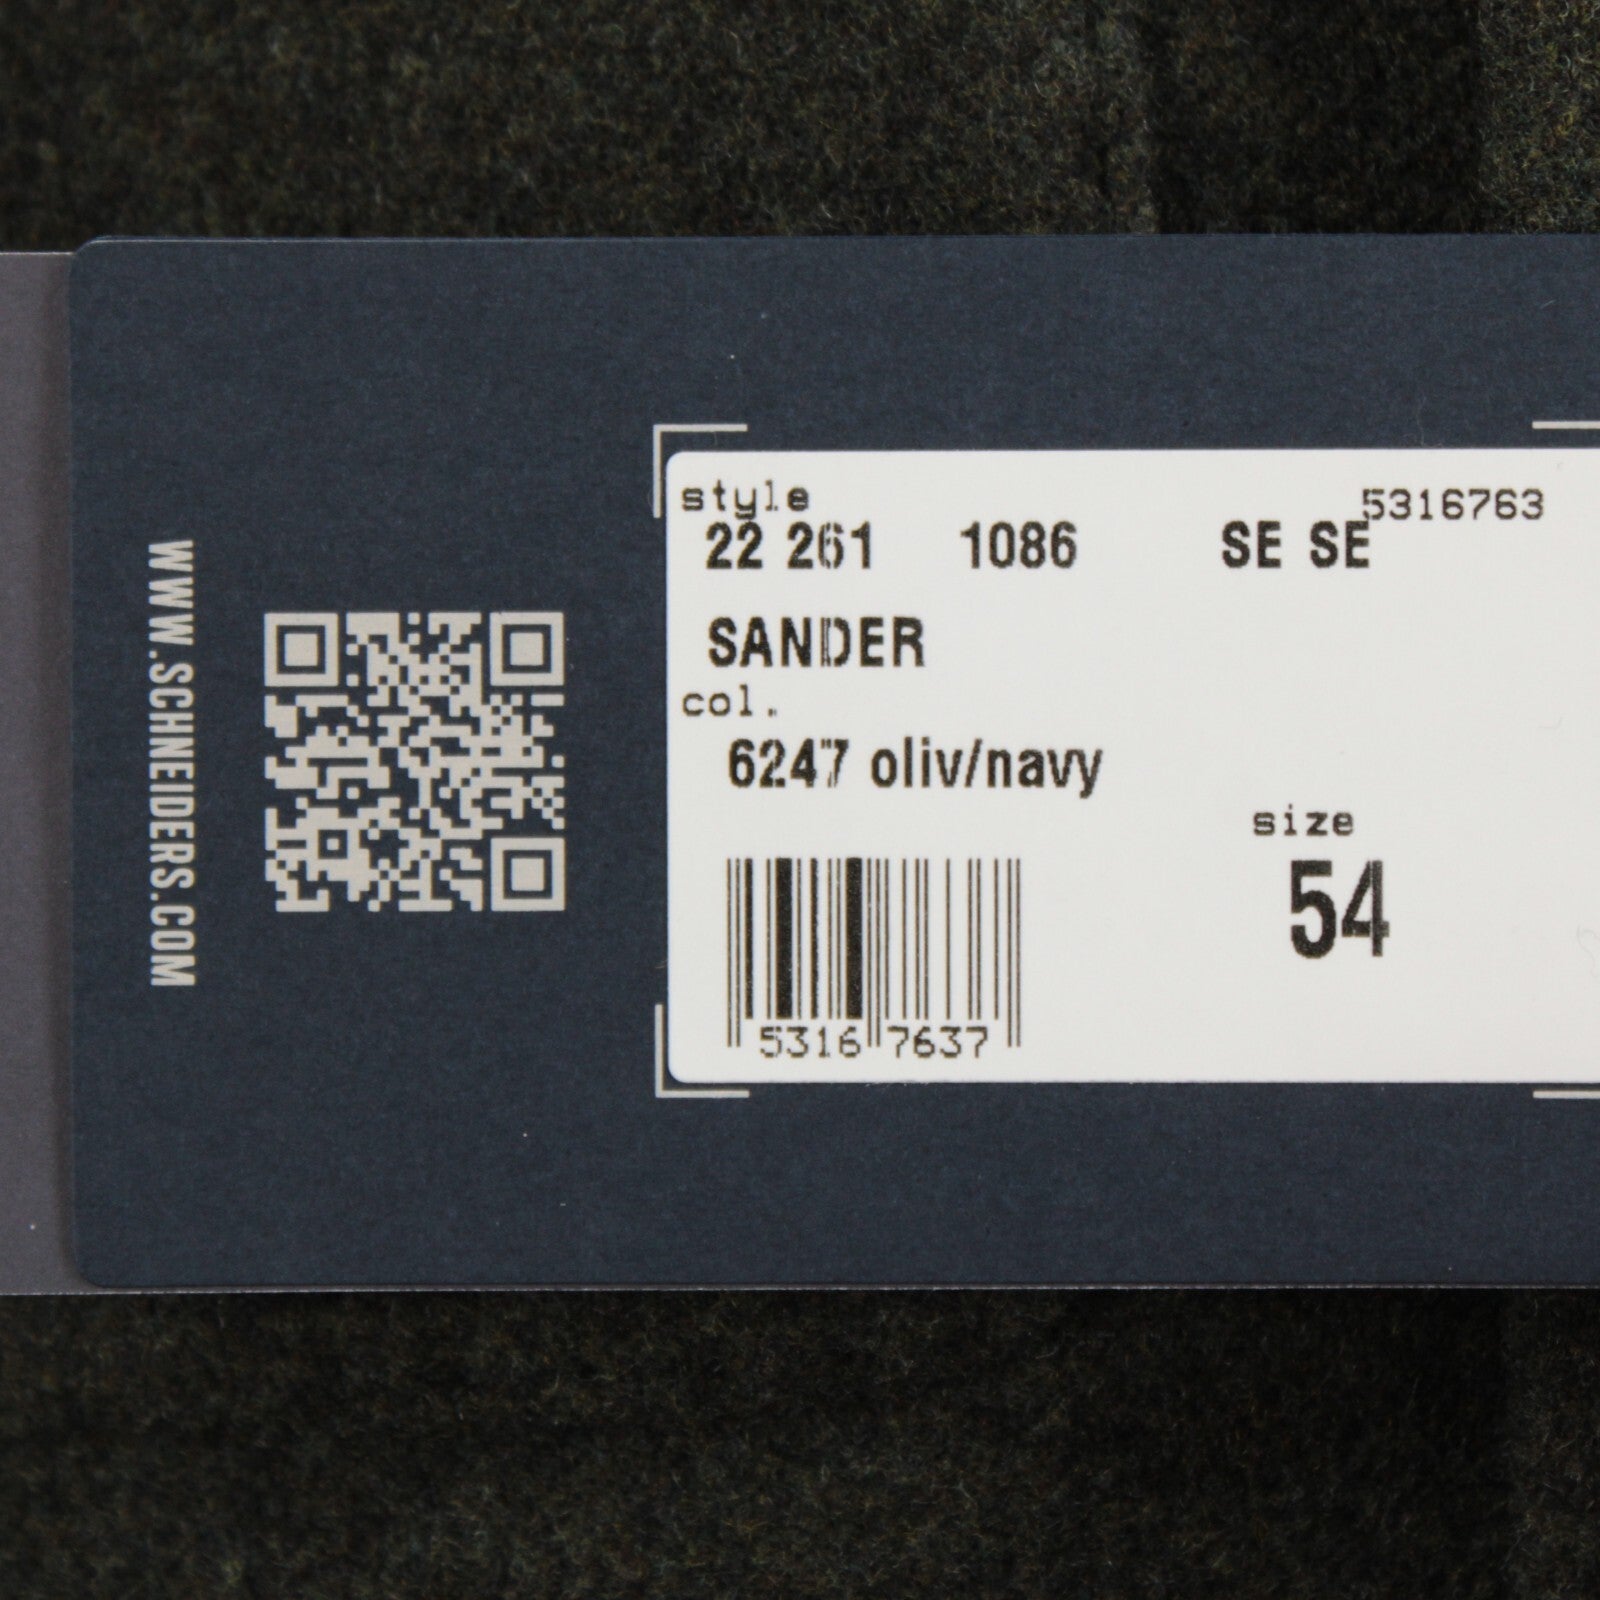 WWW.SCHNEIDERS.COM
style
5316763
22 261 1086 SE SE
SANDER
col.
6247 oliv/navy
size
54
5316 7637